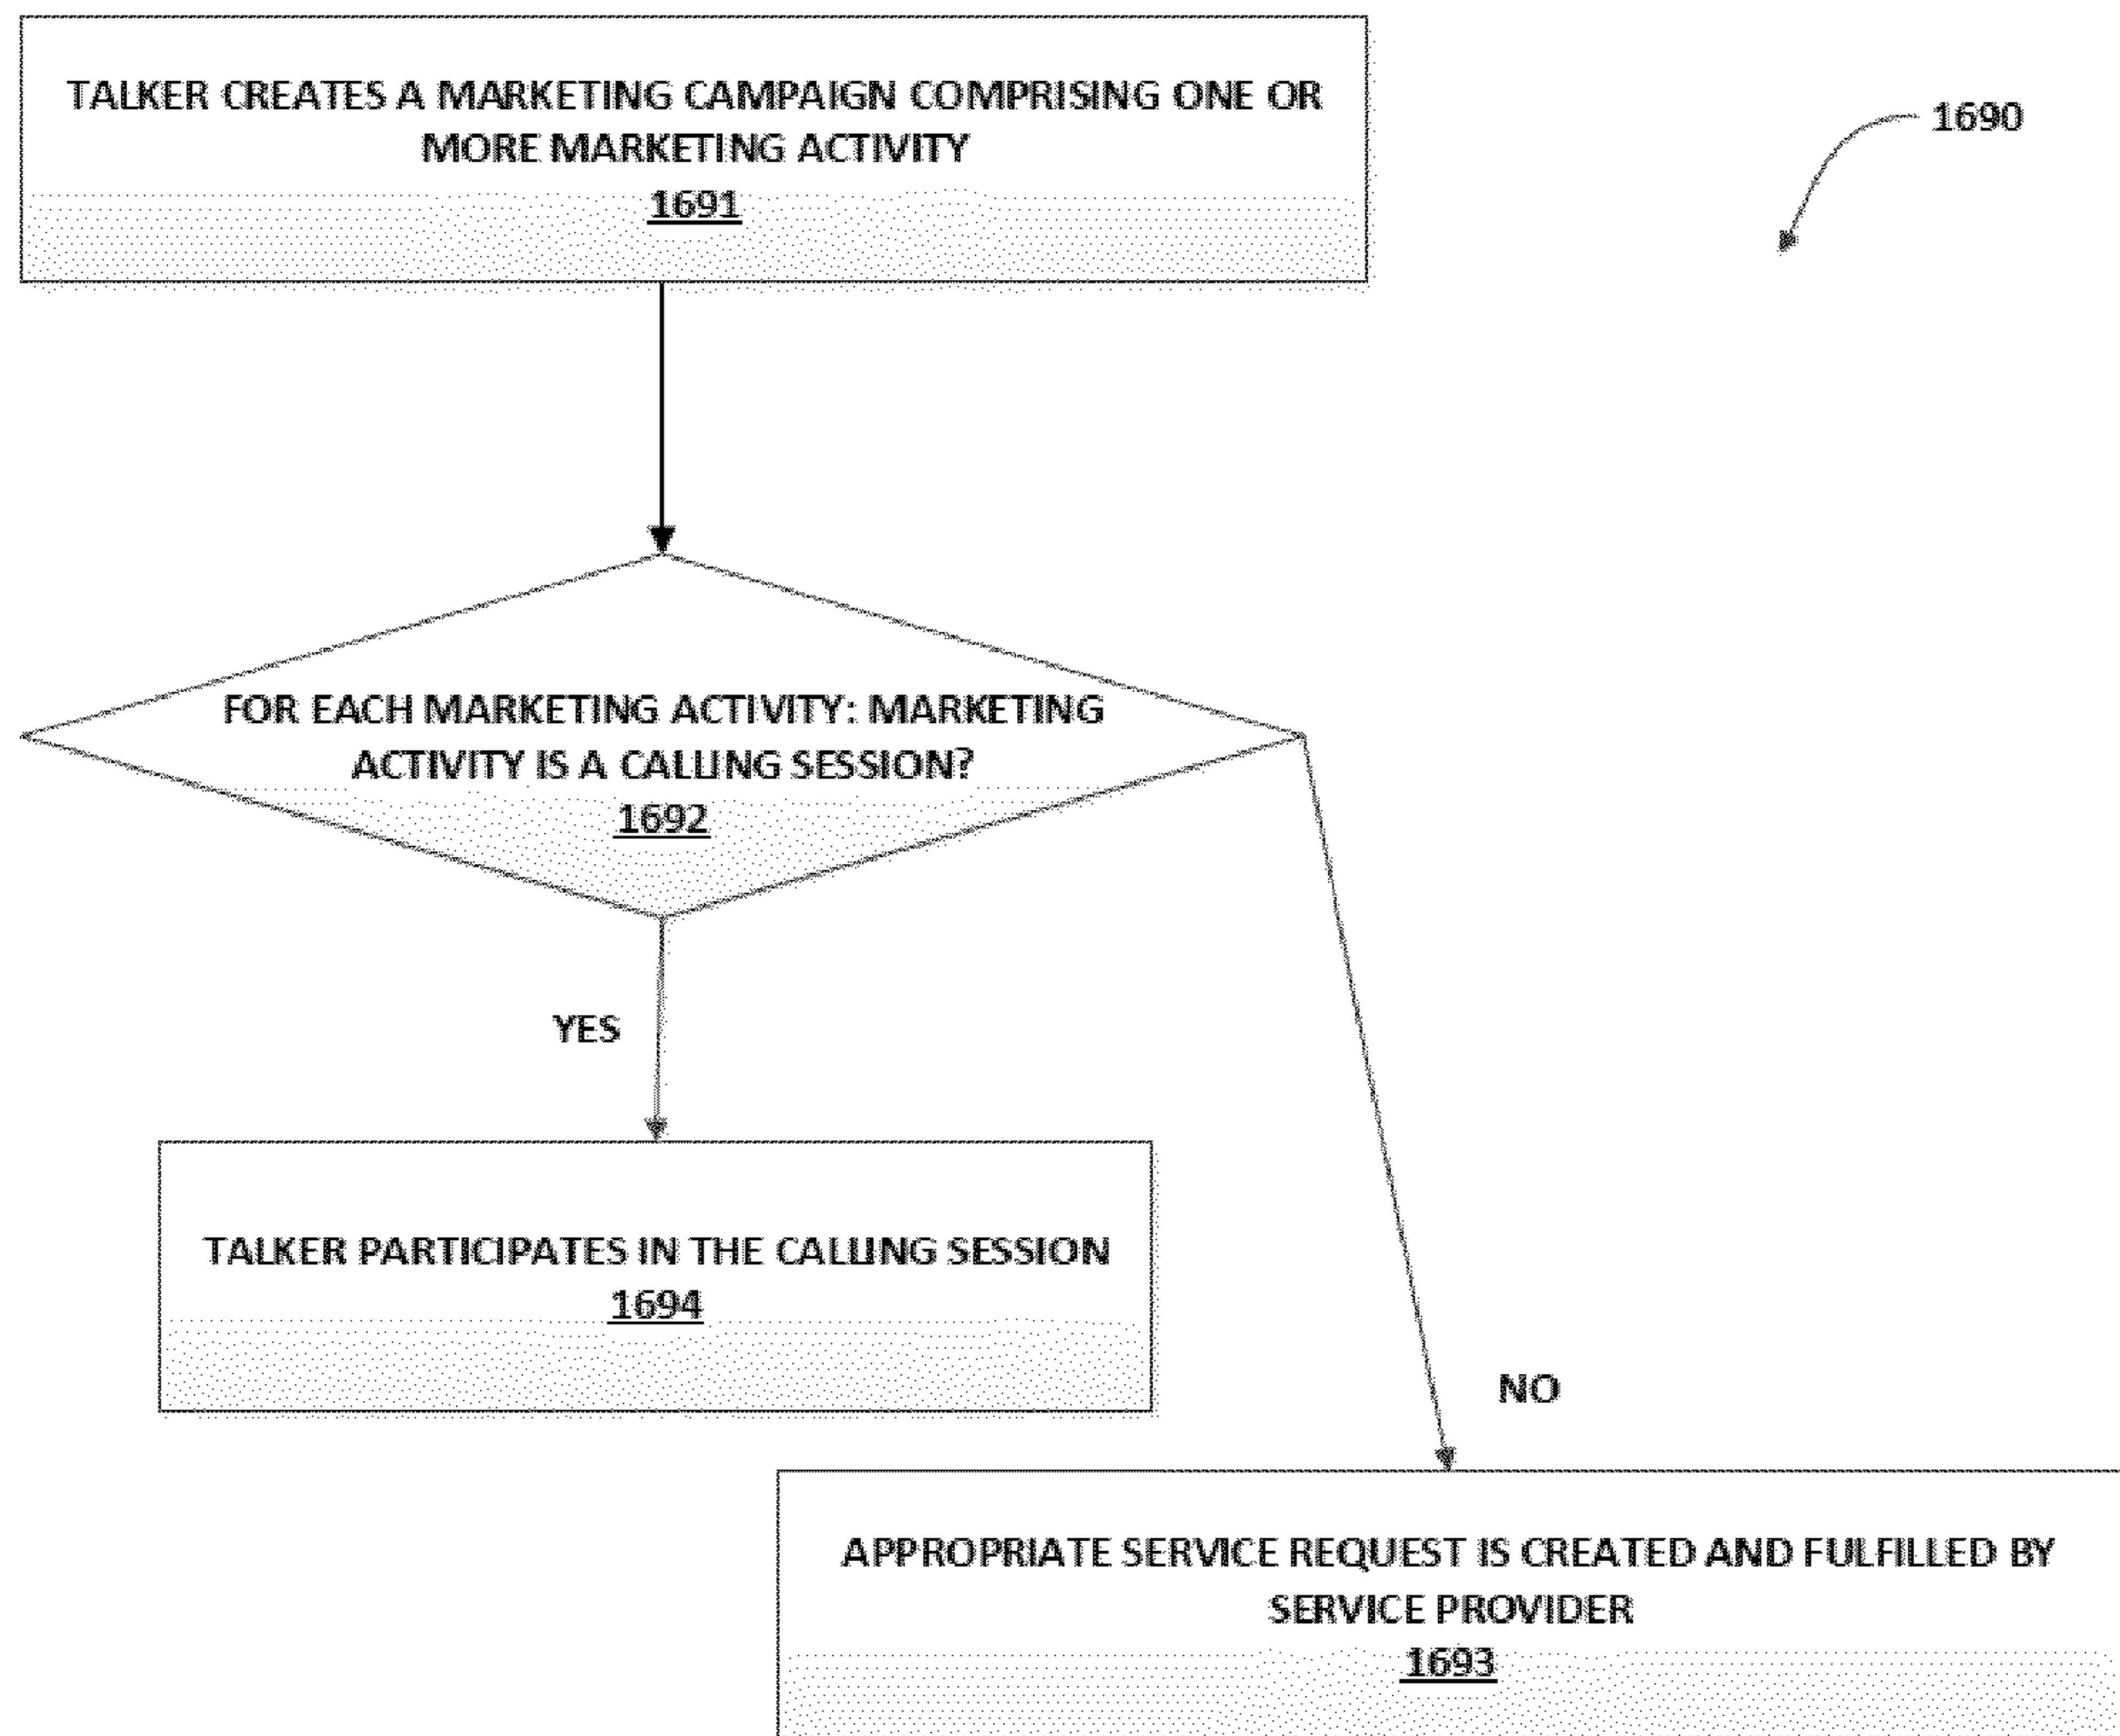 TALKER CREATES A MARKETING CAMPAIGN COMPRISING ONE OR
MORE MARKETING ACTIVITY
1691
1690
FOR EACH MARKETING ACTIVITY: MARKETING
ACTIVITY IS A CALLING SESSION?
1692
YES
TALKER PARTICIPATES IN THE CALLING SESSION
1694
NO
APPROPRIATE SERVICE REQUEST IS CREATED AND FULFILLED BY
SERVICE PROVIDER
1693